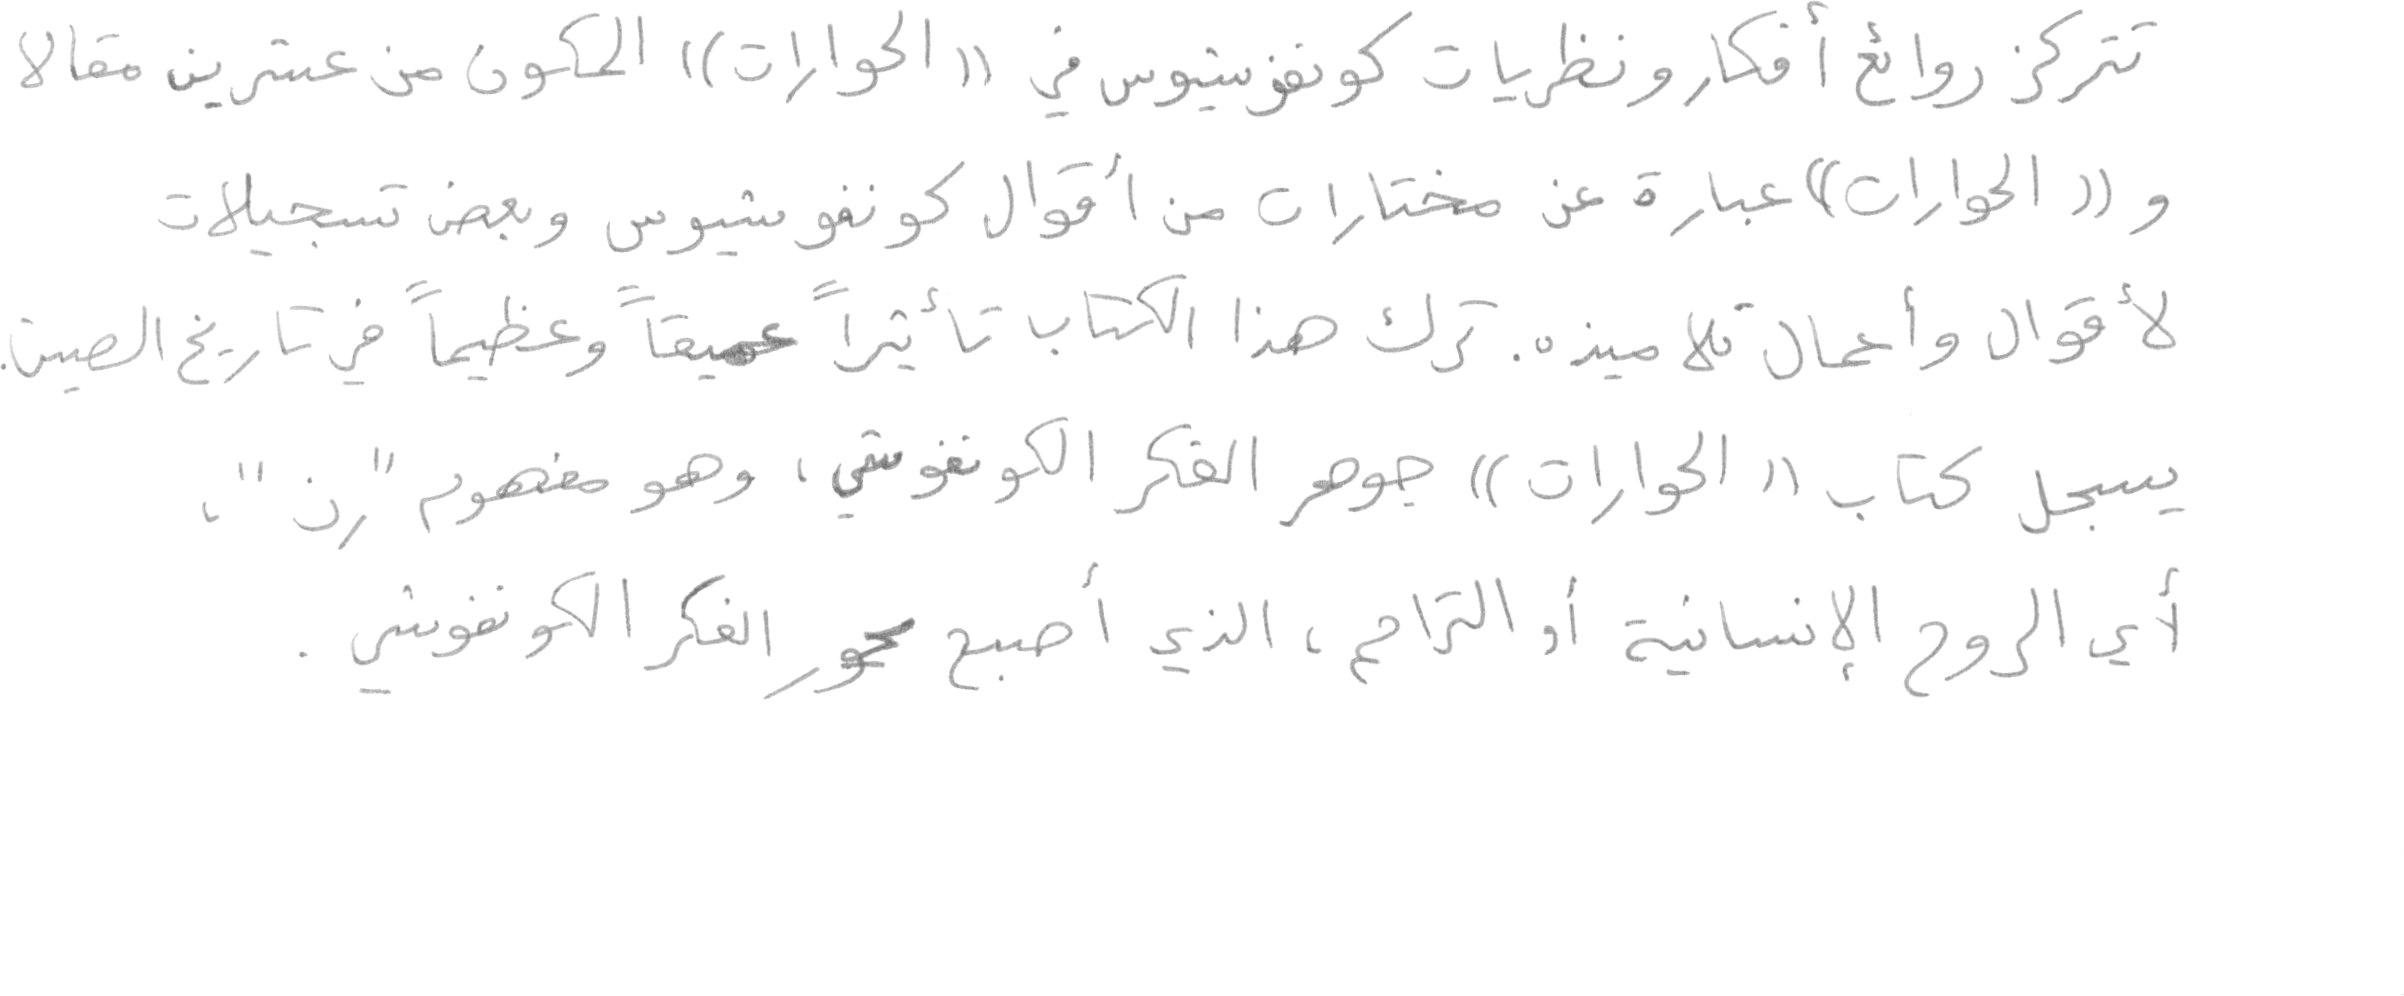 تتركز روائع أفكار ونظريات كونفوشيوس في ((الحوارات)) المكون من عشرين مقالا
و ((الحوارات)) عبارة عن مختارات من أقوال كونفوشيوس وبعض تسجيلات
لأقوال وأعمال تلاميذه. ترك هذا الكتاب تأثيراً عميقاً وعظيماً في تاريخ الصين.
يسجل كتاب ((الحوارات)) جوهر الفكر الكونفوشي، وهو مفهوم "رن"،
أي الروح الإنسانية أو التراحم، الذي أصبح محور الفكر الكونفوشي.